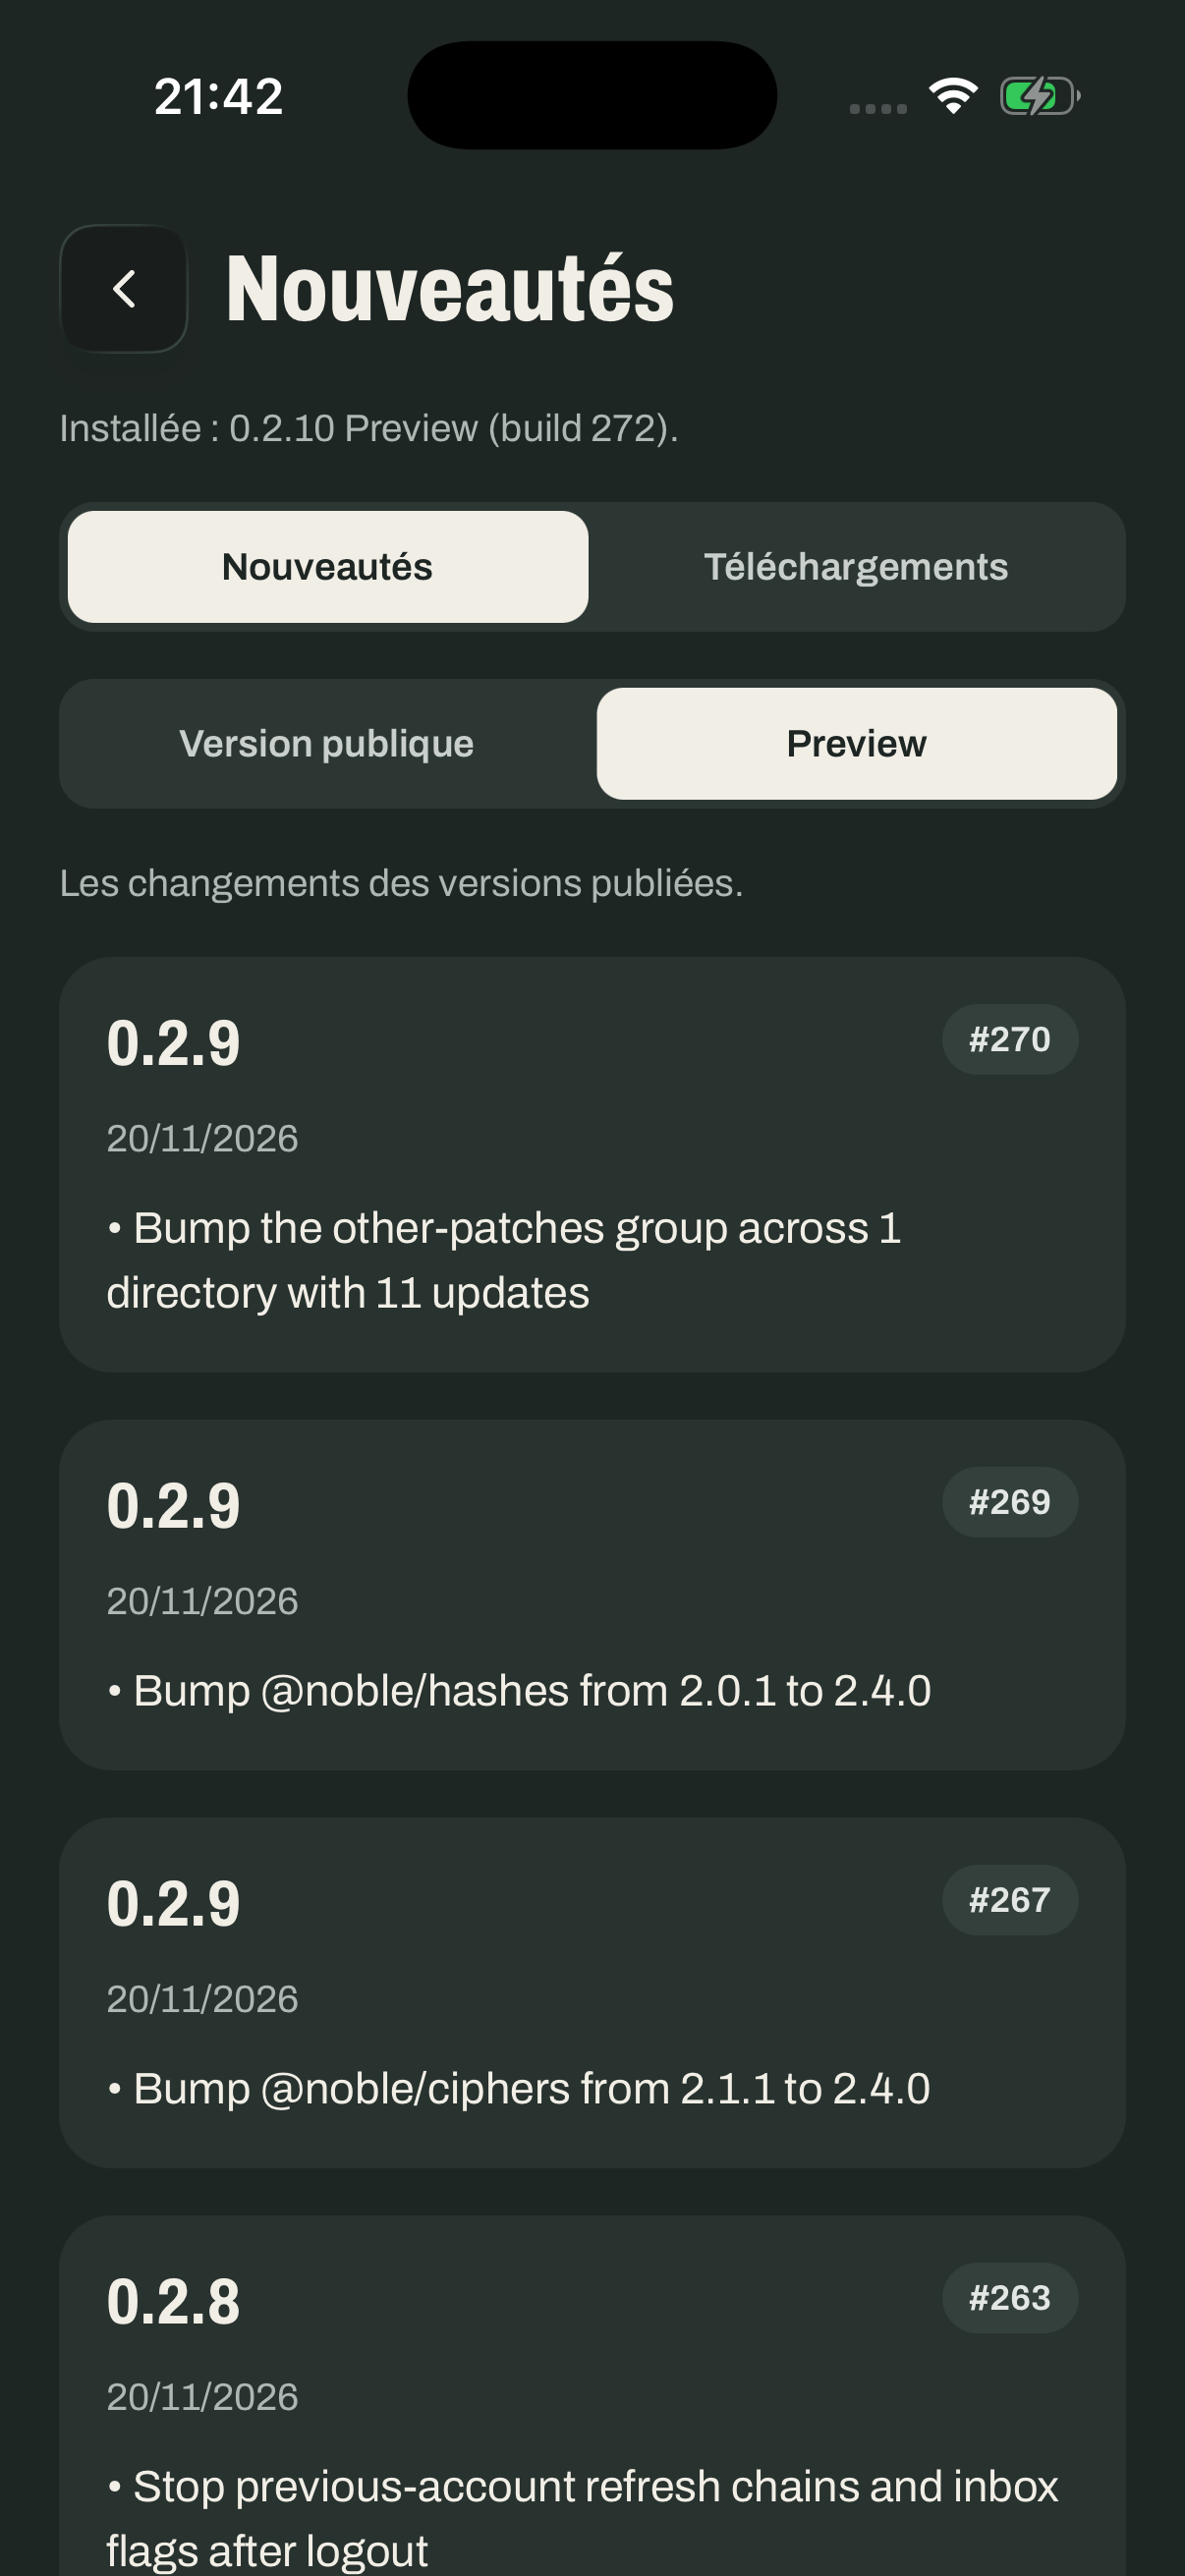 21:42
Nouveautés
Installée : 0.2.10 Preview (build 272).
Nouveautés
Téléchargements
Version publique
Preview
Les changements des versions publiées.
0.2.9
#270
20/11/2026
• Bump the other-patches group across 1
directory with 11 updates
0.2.9
#269
20/11/2026
• Bump @noble/hashes from 2.0.1 to 2.4.0
0.2.9
#267
20/11/2026
• Bump @noble/ciphers from 2.1.1 to 2.4.0
0.2.8
#263
20/11/2026
• Stop previous-account refresh chains and inbox
flags after logout